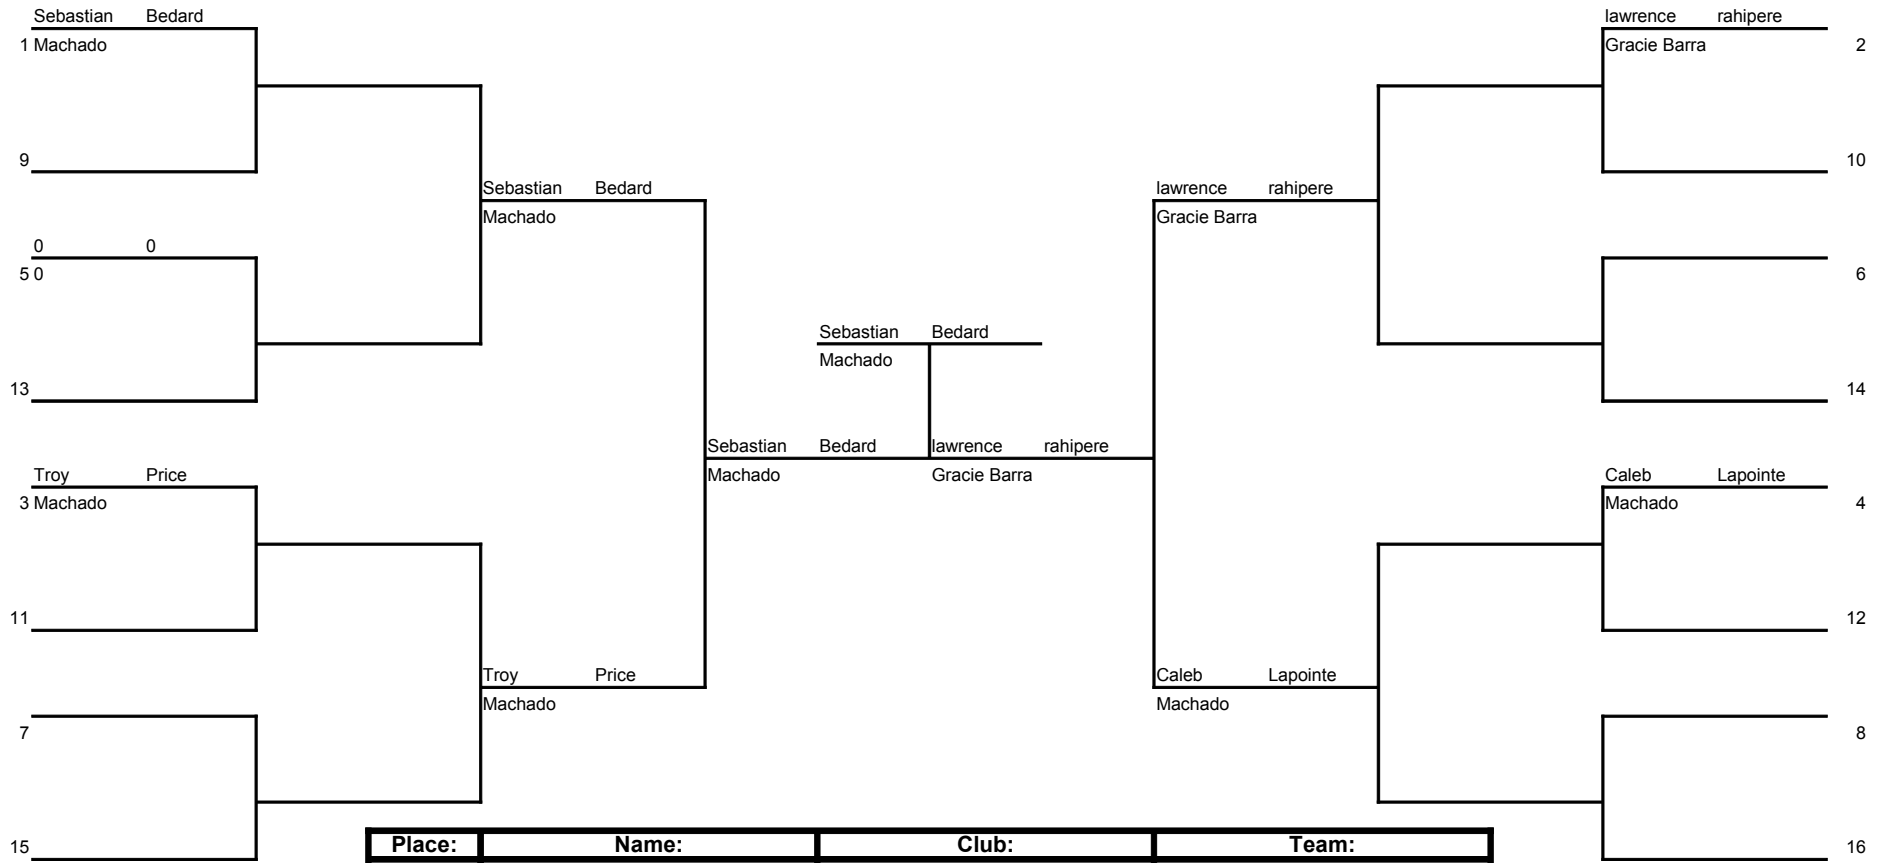 Sebastian Bedard
1 Machado
9
0 0
5 0
13
Troy Price
3 Machado
11
7
15
Sebastian Bedard
Machado
Troy Price
Machado
Sebastian Bedard
Machado
Sebastian Bedard
Machado
lawrence rahipere
Gracie Barra
lawrence rahipere
Gracie Barra
Caleb Lapointe
Machado
lawrence rahipere
Gracie Barra 2
10
6
14
Caleb Lapointe
Machado 4
12
8
16
Place: Name: Club: Team: